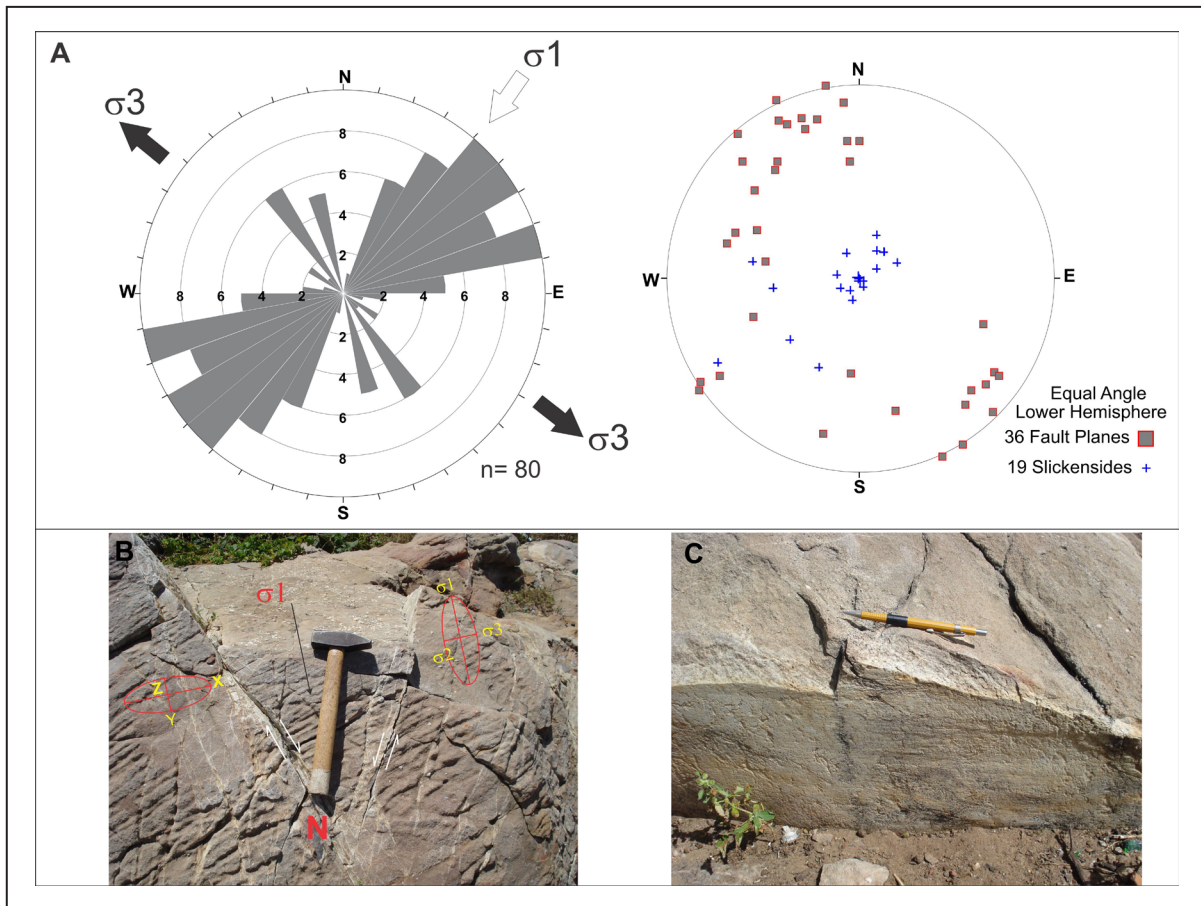 A
σ1
σ3
N
8
6
4
2
W
8 6 4 2
2 4 6 8
E
2
4
6
8
S
σ3
n= 80
N
W
E
S
Equal Angle
Lower Hemisphere
36 Fault Planes
19 Slickensides
B
σ1
σ1
σ3
σ2
Z
X
Y
N
C